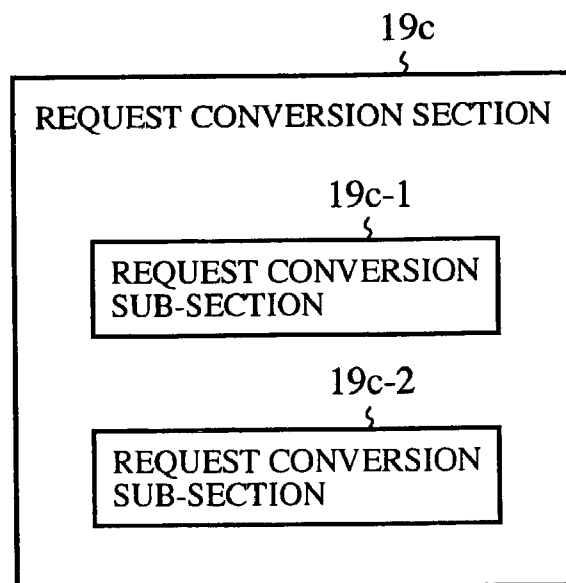 19c
REQUEST CONVERSION SECTION
19c-1
REQUEST CONVERSION
SUB-SECTION
19c-2
REQUEST CONVERSION
SUB-SECTION